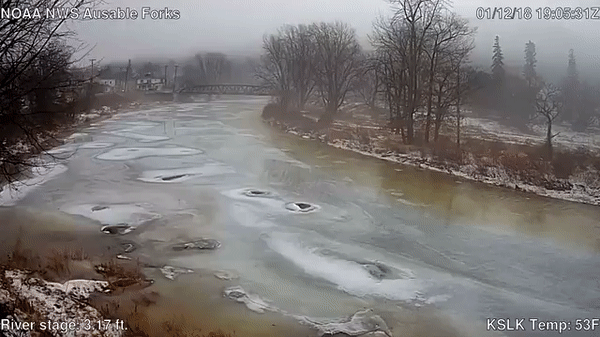 NOAA NWS Ausable Forks
01/12/18 19:05:31Z
River stage: 3.17 ft.
KSLK Temp: 53F